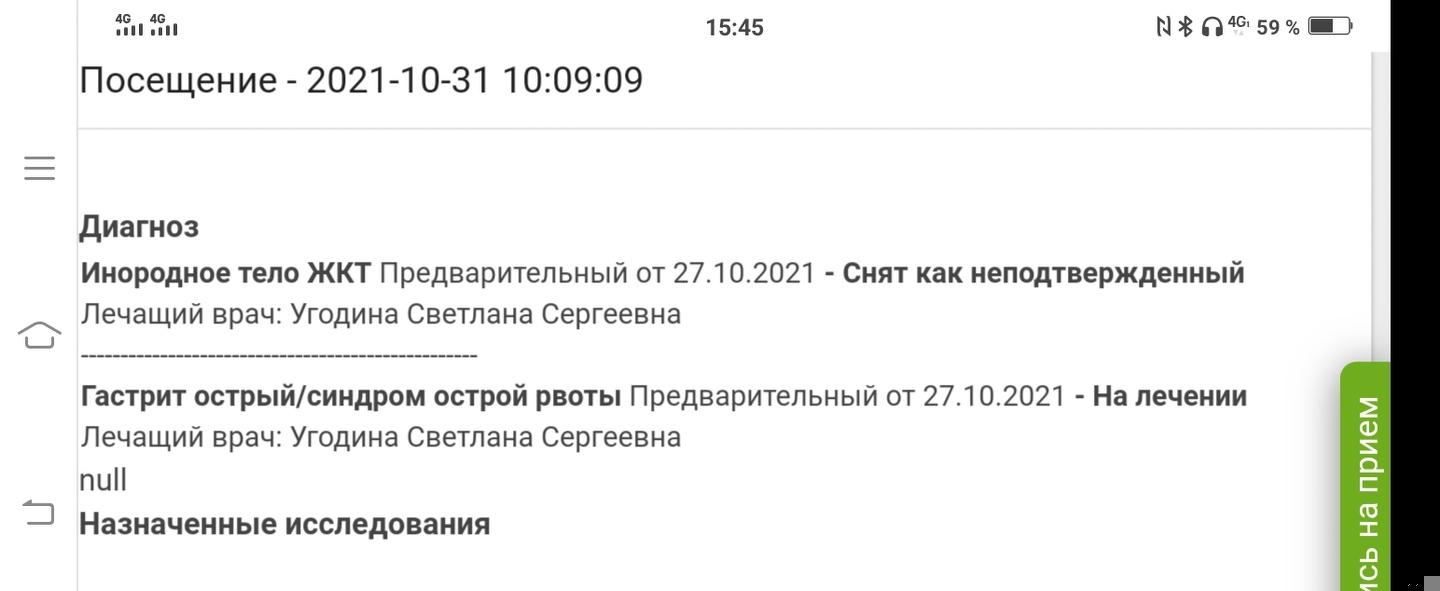 4G 4G 15:45 4G 59 %
Посещение - 2021-10-31 10:09:09
Диагноз
Инородное тело ЖКТ Предварительный от 27.10.2021 - Снят как неподтвержденный
Лечащий врач: Угодина Светлана Сергеевна
--------------------------------------------------
Гастрит острый/синдром острой рвоты Предварительный от 27.10.2021 - На лечении
Лечащий врач: Угодина Светлана Сергеевна
null
Назначенные исследования
на прием